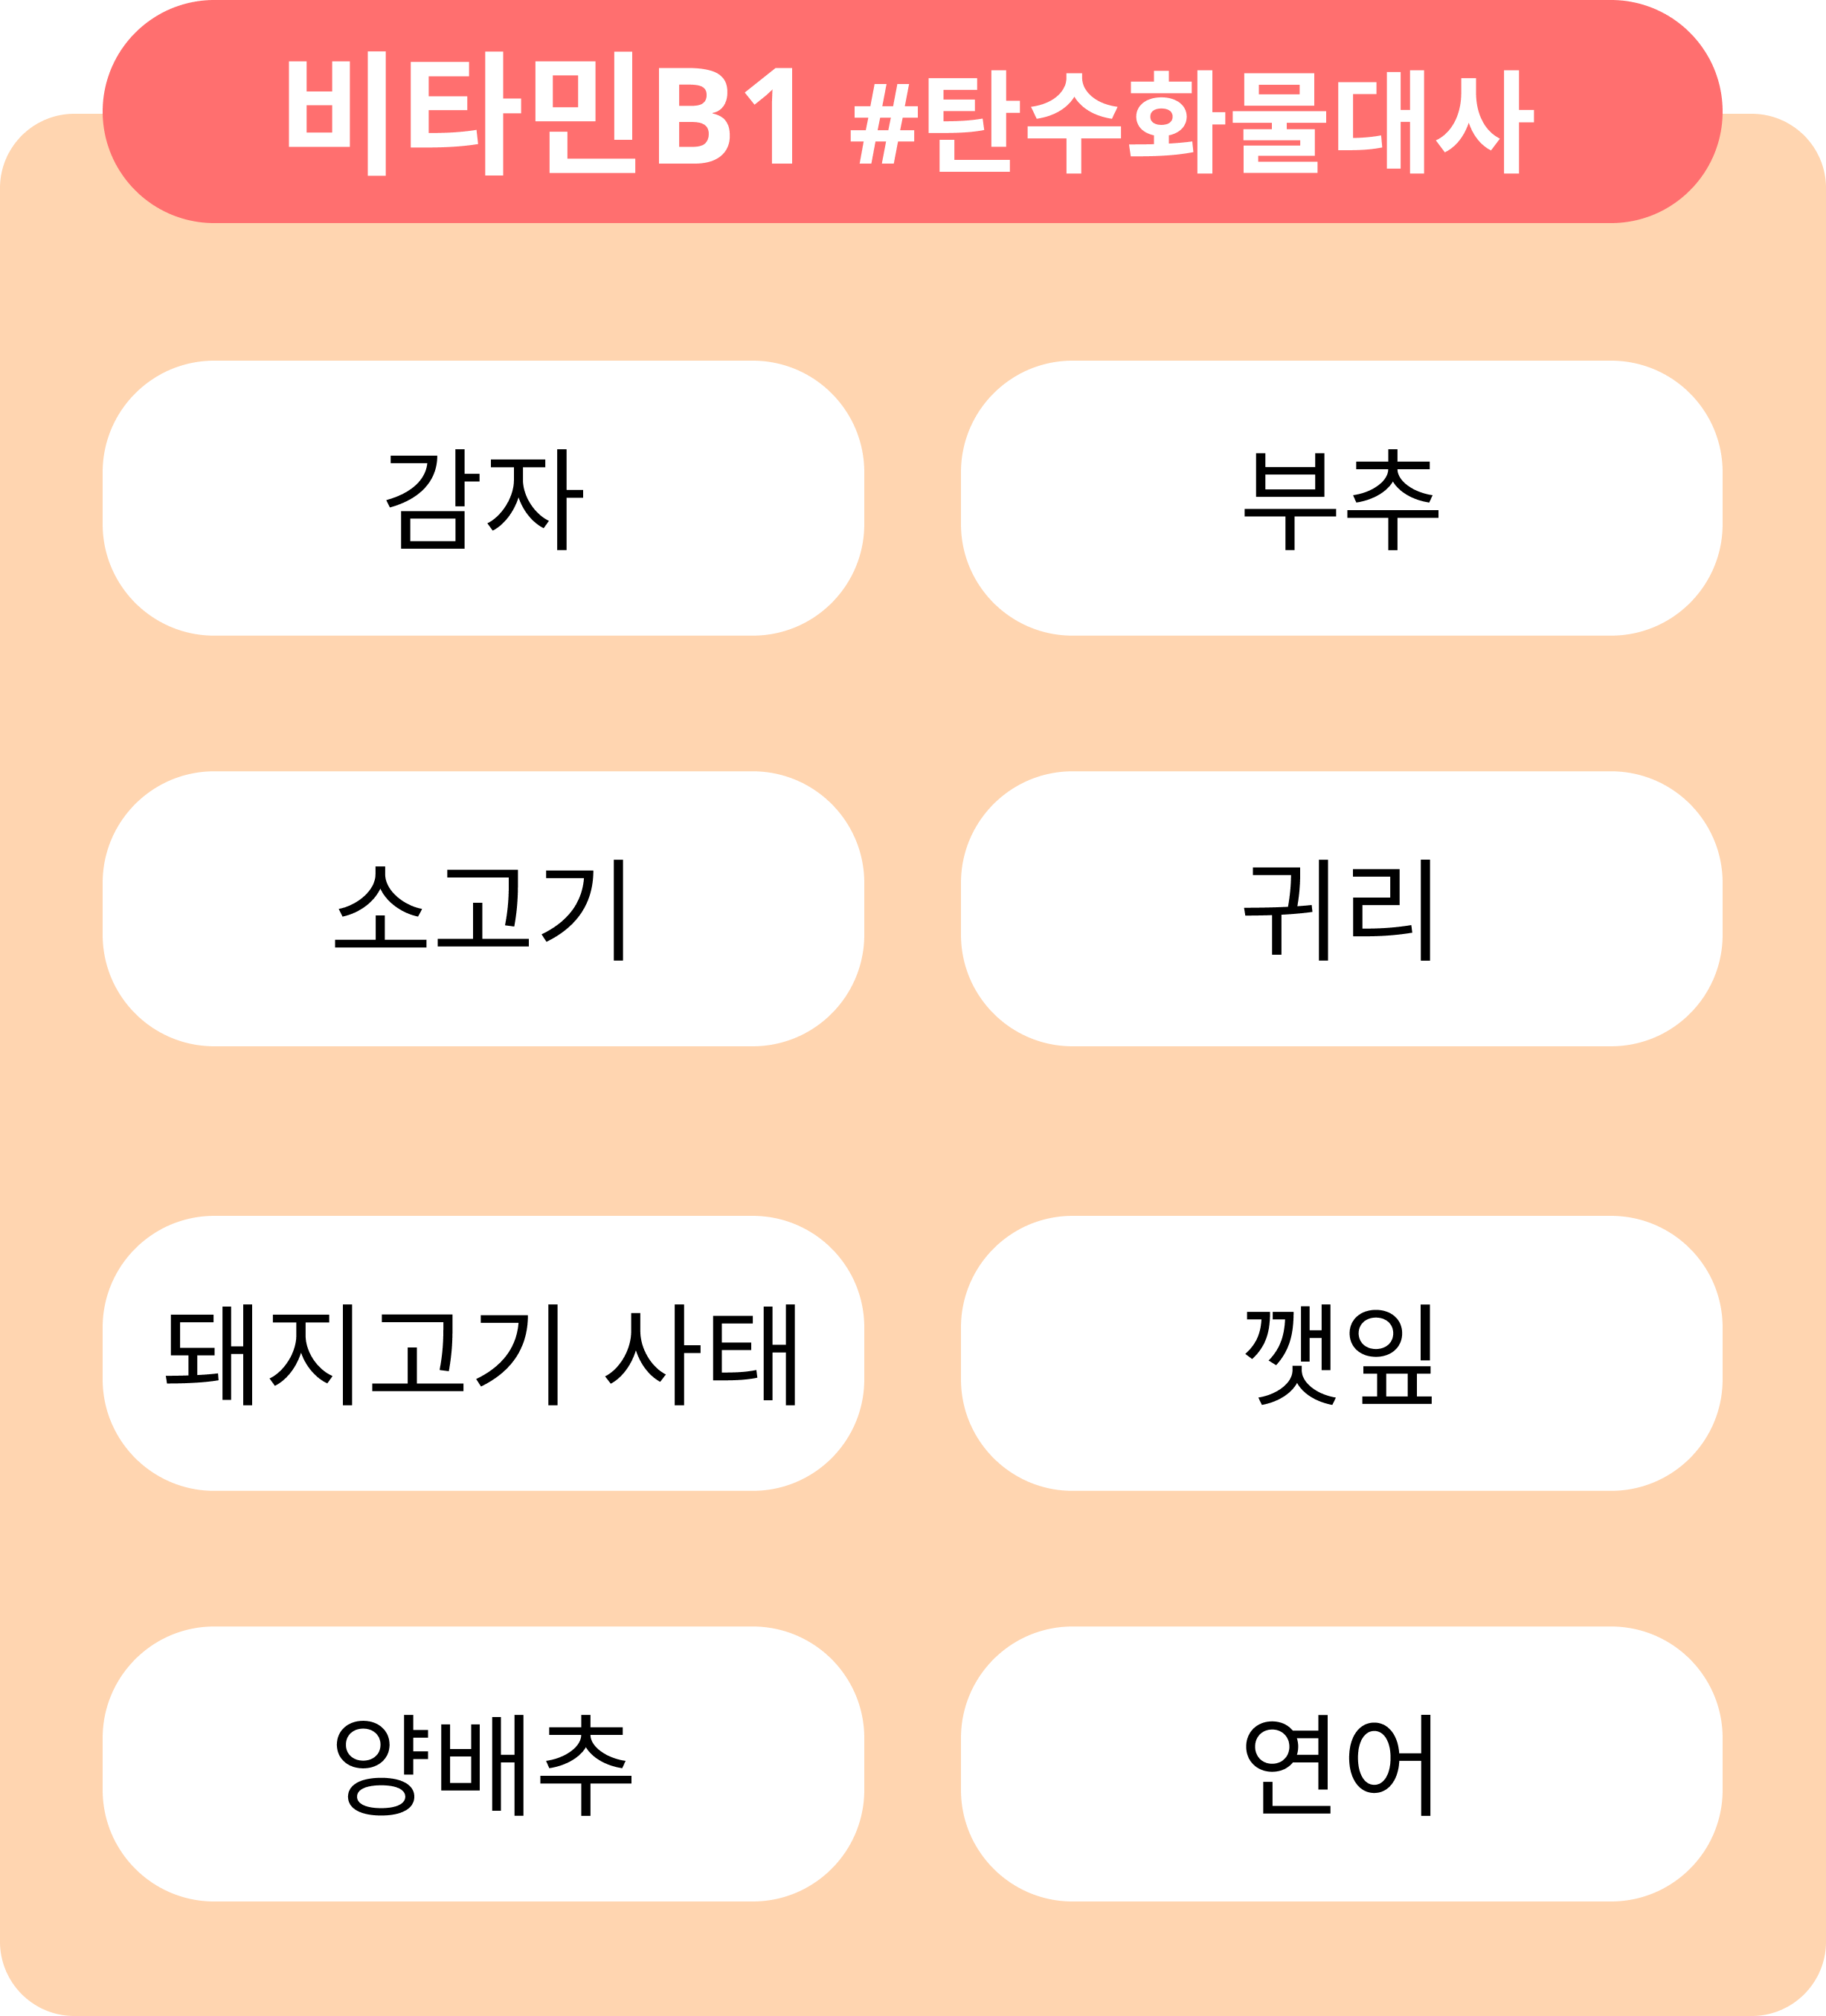 비타민B1 #탄수화물대사
감자
부추
소고기
귀리
돼지고기 사태
깻잎
양배추
연어